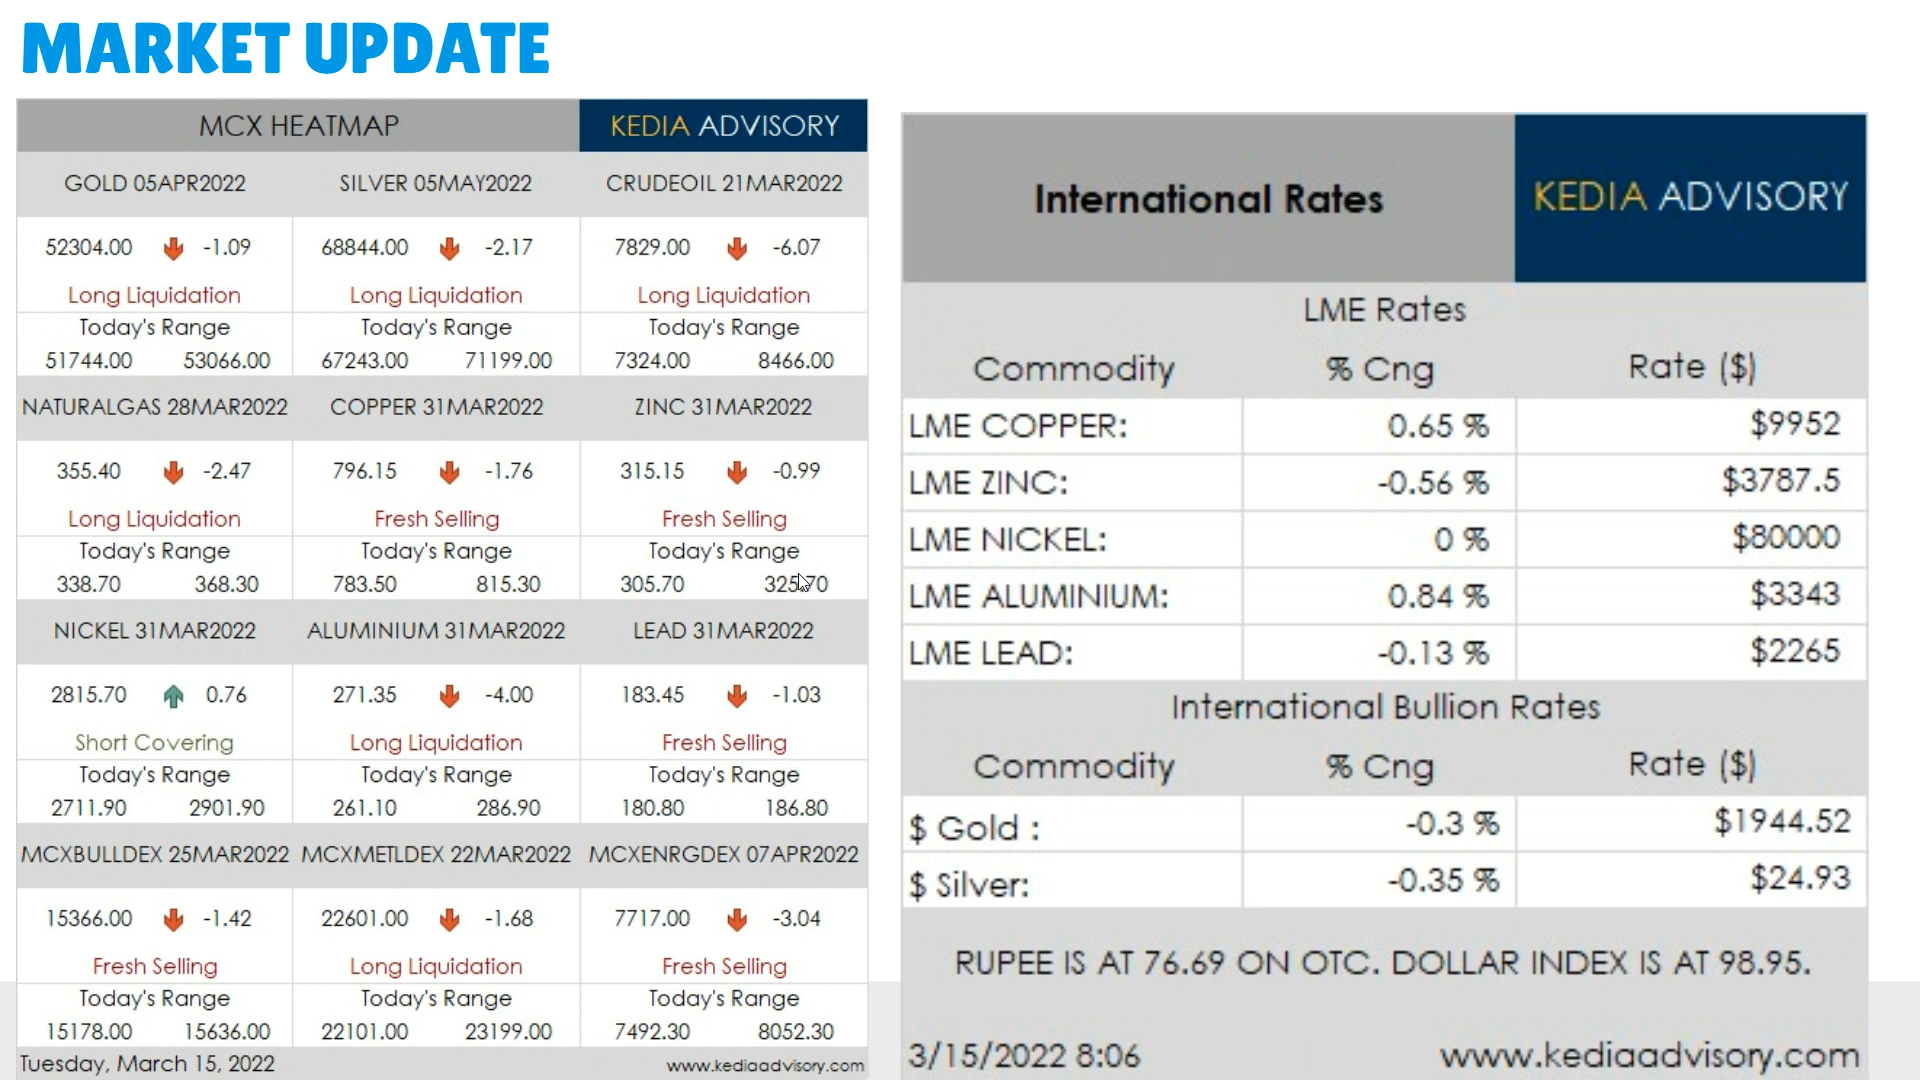 MARKET UPDATE
MCX HEATMAP KEDIA ADVISORY
GOLD 05APR2022 SILVER 05MAY2022 CRUDEOIL 21MAR2022
52304.00 -1.09 68844.00 -2.17 7829.00 -6.07
Long Liquidation Long Liquidation Long Liquidation
Today's Range Today's Range Today's Range
51744.00 53066.00 67243.00 71199.00 7324.00 8466.00
NATURALGAS 28MAR2022 COPPER 31MAR2022 ZINC 31MAR2022
355.40 -2.47 796.15 -1.76 315.15 -0.99
Long Liquidation Fresh Selling Fresh Selling
Today's Range Today's Range Today's Range
338.70 368.30 783.50 815.30 305.70 325.70
NICKEL 31MAR2022 ALUMINIUM 31MAR2022 LEAD 31MAR2022
2815.70 0.76 271.35 -4.00 183.45 -1.03
Short Covering Long Liquidation Fresh Selling
Today's Range Today's Range Today's Range
2711.90 2901.90 261.10 286.90 180.80 186.80
MCXBULLDEX 25MAR2022 MCXMETLDEX 22MAR2022 MCXENRGDEX 07APR2022
15366.00 -1.42 22601.00 -1.68 7717.00 -3.04
Fresh Selling Long Liquidation Fresh Selling
Today's Range Today's Range Today's Range
15178.00 15636.00 22101.00 23199.00 7492.30 8052.30
Tuesday, March 15, 2022 www.kediaadvisory.com
International Rates KEDIA ADVISORY
LME Rates
Commodity % Cng Rate ($)
LME COPPER: 0.65 % $9952
LME ZINC: -0.56 % $3787.5
LME NICKEL: 0 % $80000
LME ALUMINIUM: 0.84 % $3343
LME LEAD: -0.13 % $2265
International Bullion Rates
Commodity % Cng Rate ($)
$ Gold : -0.3 % $1944.52
$ Silver: -0.35 % $24.93
RUPEE IS AT 76.69 ON OTC. DOLLAR INDEX IS AT 98.95.
3/15/2022 8:06 www.kediaadvisory.com